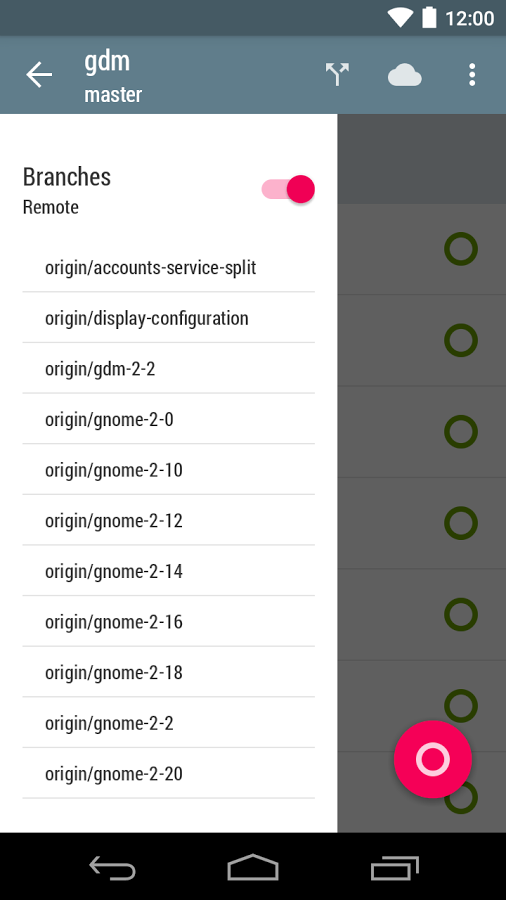 12:00
gdm
master
Branches
Remote
origin/accounts-service-split
origin/display-configuration
origin/gdm-2-2
origin/gnome-2-0
origin/gnome-2-10
origin/gnome-2-12
origin/gnome-2-14
origin/gnome-2-16
origin/gnome-2-18
origin/gnome-2-2
origin/gnome-2-20